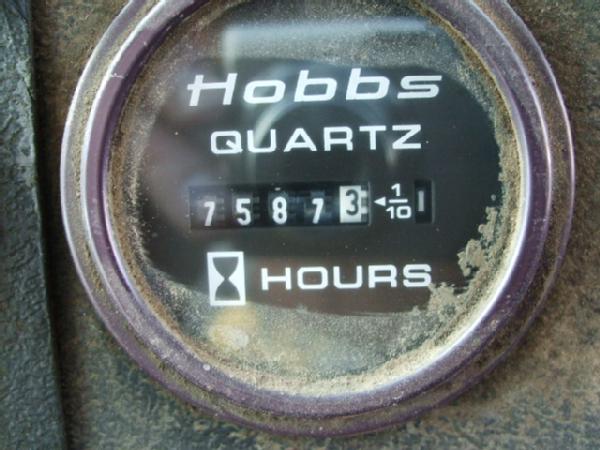 Hobbs
QUARTZ
75873 ◄1/10
HOURS